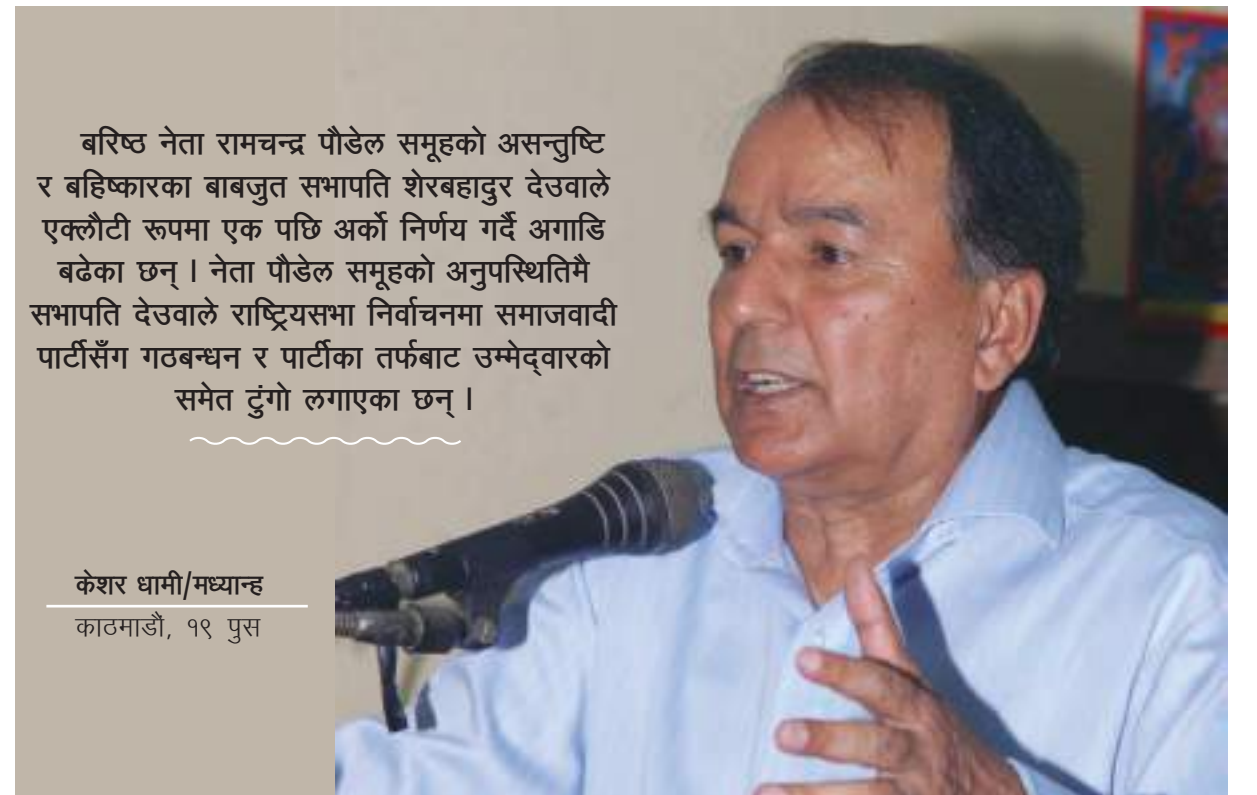 बरिष्ठ नेता रामचन्द्र पौडेल समूहको असन्तुष्टि
र बहिष्कारका बाबजुत सभापति शेरबहादुर देउवाले
एक्लौटी रूपमा एक पछि अर्को निर्णय गर्दै अगाडि
बढेका छन् । नेता पौडेल समूहको अनुपस्थितिमै
सभापति देउवाले राष्ट्रियसभा निर्वाचनमा समाजवादी
पार्टीसँग गठबन्धन र पार्टीका तर्फबाट उम्मेद्वारको
समेत टुंगो लगाएका छन् ।
केशर धामी/मध्यान्ह
काठमाडौं, १९ पुस